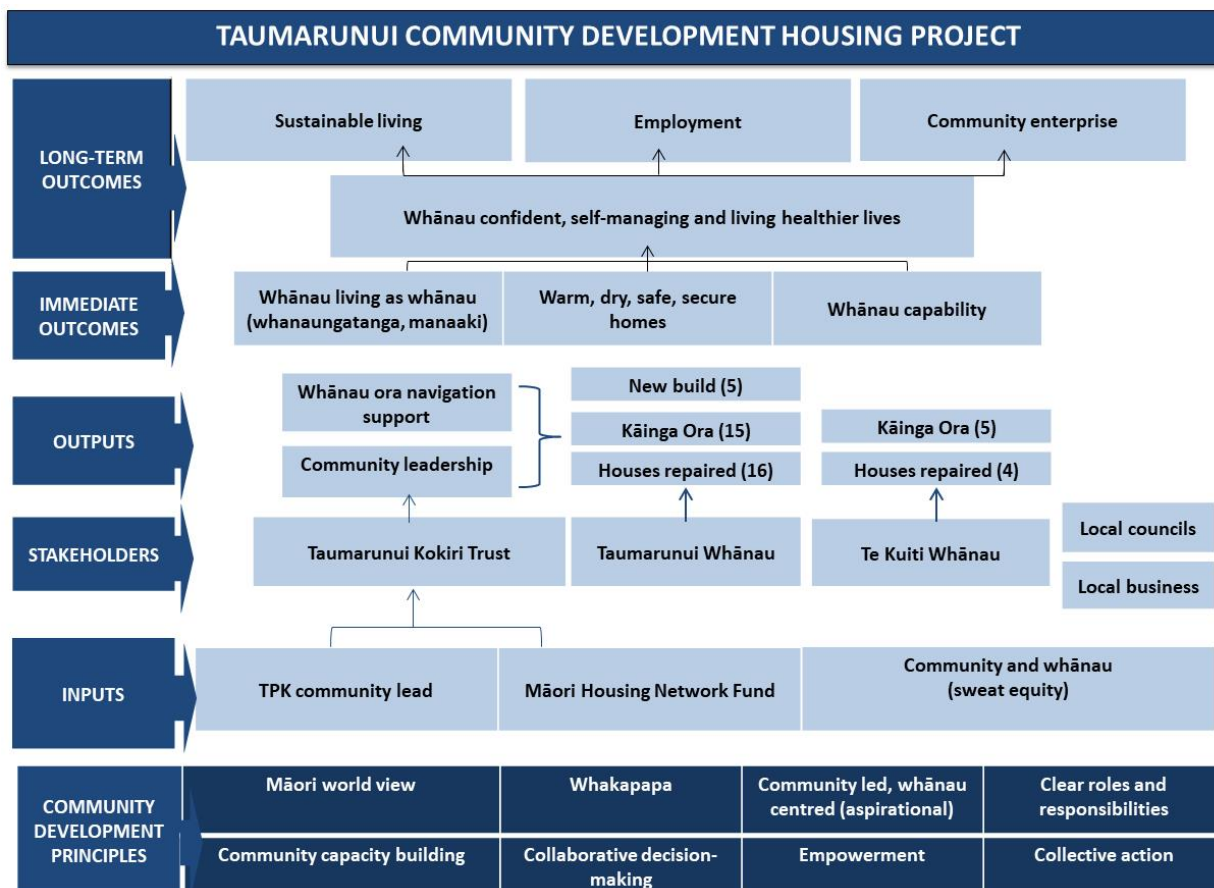 TAUMARUNUI COMMUNITY DEVELOPMENT HOUSING PROJECT
LONG-TERM
OUTCOMES
Sustainable living
Employment
Community enterprise
Whānau confident, self-managing and living healthier lives
IMMEDIATE
OUTCOMES
Whānau living as whānau
(whanaungatanga, manaaki)
Warm, dry, safe, secure
homes
Whānau capability
OUTPUTS
Whānau ora navigation
support
Community leadership
New build (5)
Kāinga Ora (15)
Houses repaired (16)
Kāinga Ora (5)
Houses repaired (4)
STAKEHOLDERS
Taumarunui Kokiri Trust
Taumarunui Whānau
Te Kuiti Whānau
Local councils
Local business
INPUTS
TPK community lead
Māori Housing Network Fund
Community and whānau
(sweat equity)
COMMUNITY
DEVELOPMENT
PRINCIPLES
Māori world view
Whakapapa
Community led, whānau
centred (aspirational)
Clear roles and
responsibilities
Community capacity building
Collaborative decision-
making
Empowerment
Collective action